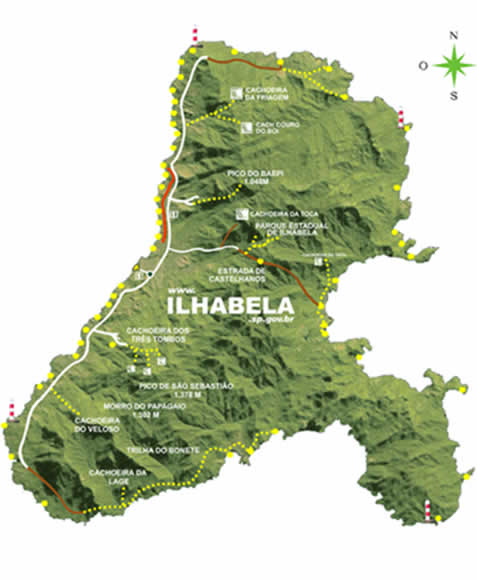 N
O
S
CACHOEIRA
DA FRIAGEM
CACH COURO
DO BOI
PICO DO BAEPI
1.048M
CACHOEIRA DA TOCA
PARQUE ESTADUAL
DE ILHABELA
ESTRADA DE
CASTELHANOS
www.
ILHABELA
.sp.gov.br
CACHOEIRA DOS
TRÊS TOMBOS
PICO DE SÃO SEBASTIÃO
1.378 M
MORRO DO PAPAGAIO
CACHOEIRA
DO VELOSO
TRILHA DO BONETE
CACHOEIRA DA
LAGE